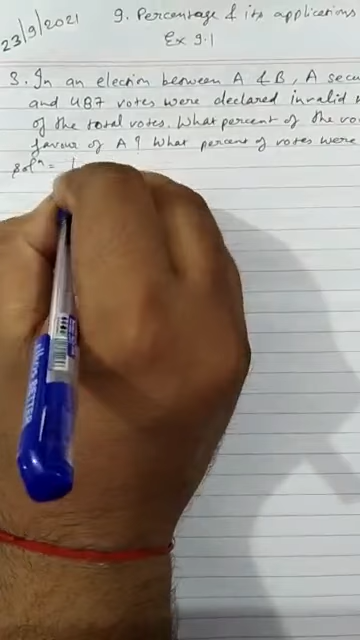 23/9/2021
9. Percentage & its applications
Ex 9.1
3. In an election between A & B, A secu
and 487 votes were declared invalid
of the total votes. What percent of the vo
favour of A? What percent of votes were
Solⁿ =